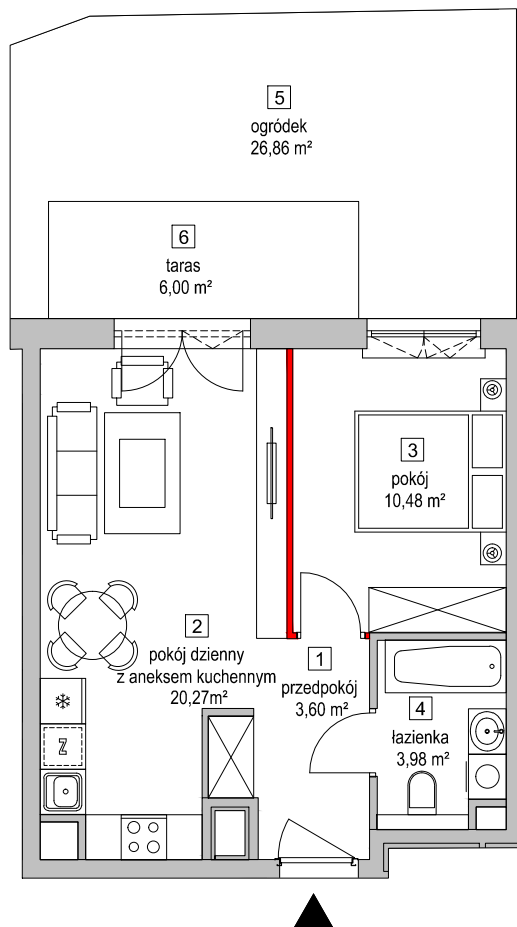 5
ogródek
26,86 m²
6
taras
6,00 m²
3
pokój
10,48 m²
2
pokój dzienny
z aneksem kuchennym
20,27m²
1
przedpokój
3,60 m²
4
łazienka
3,98 m²
Z